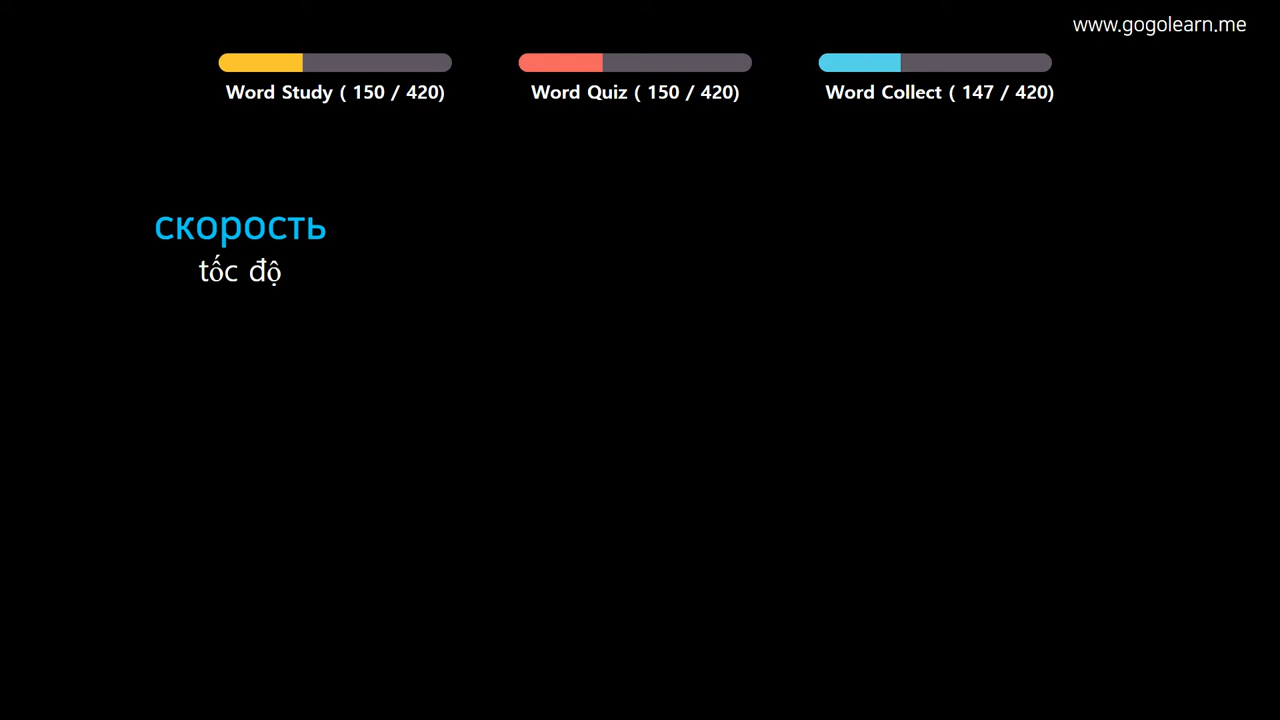 www.gogolearn.me
Word Study ( 150 / 420)
Word Quiz ( 150 / 420)
Word Collect ( 147 / 420)
скорость
tốc độ